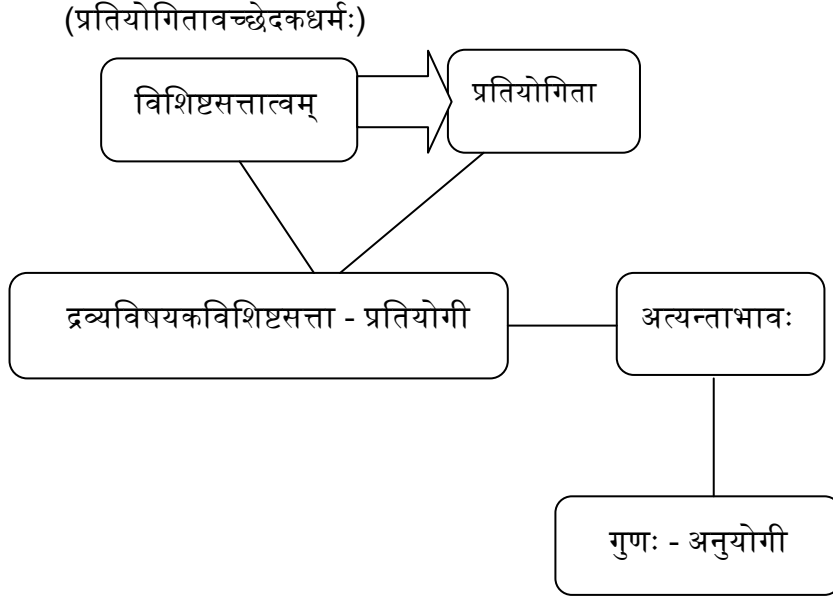 (प्रतियोगितावच्छेदकधर्मः)
विशिष्टसत्तात्वम्
प्रतियोगिता
द्रव्यविषयकविशिष्टसत्ता - प्रतियोगी
अत्यन्ताभावः
गुणः - अनुयोगी